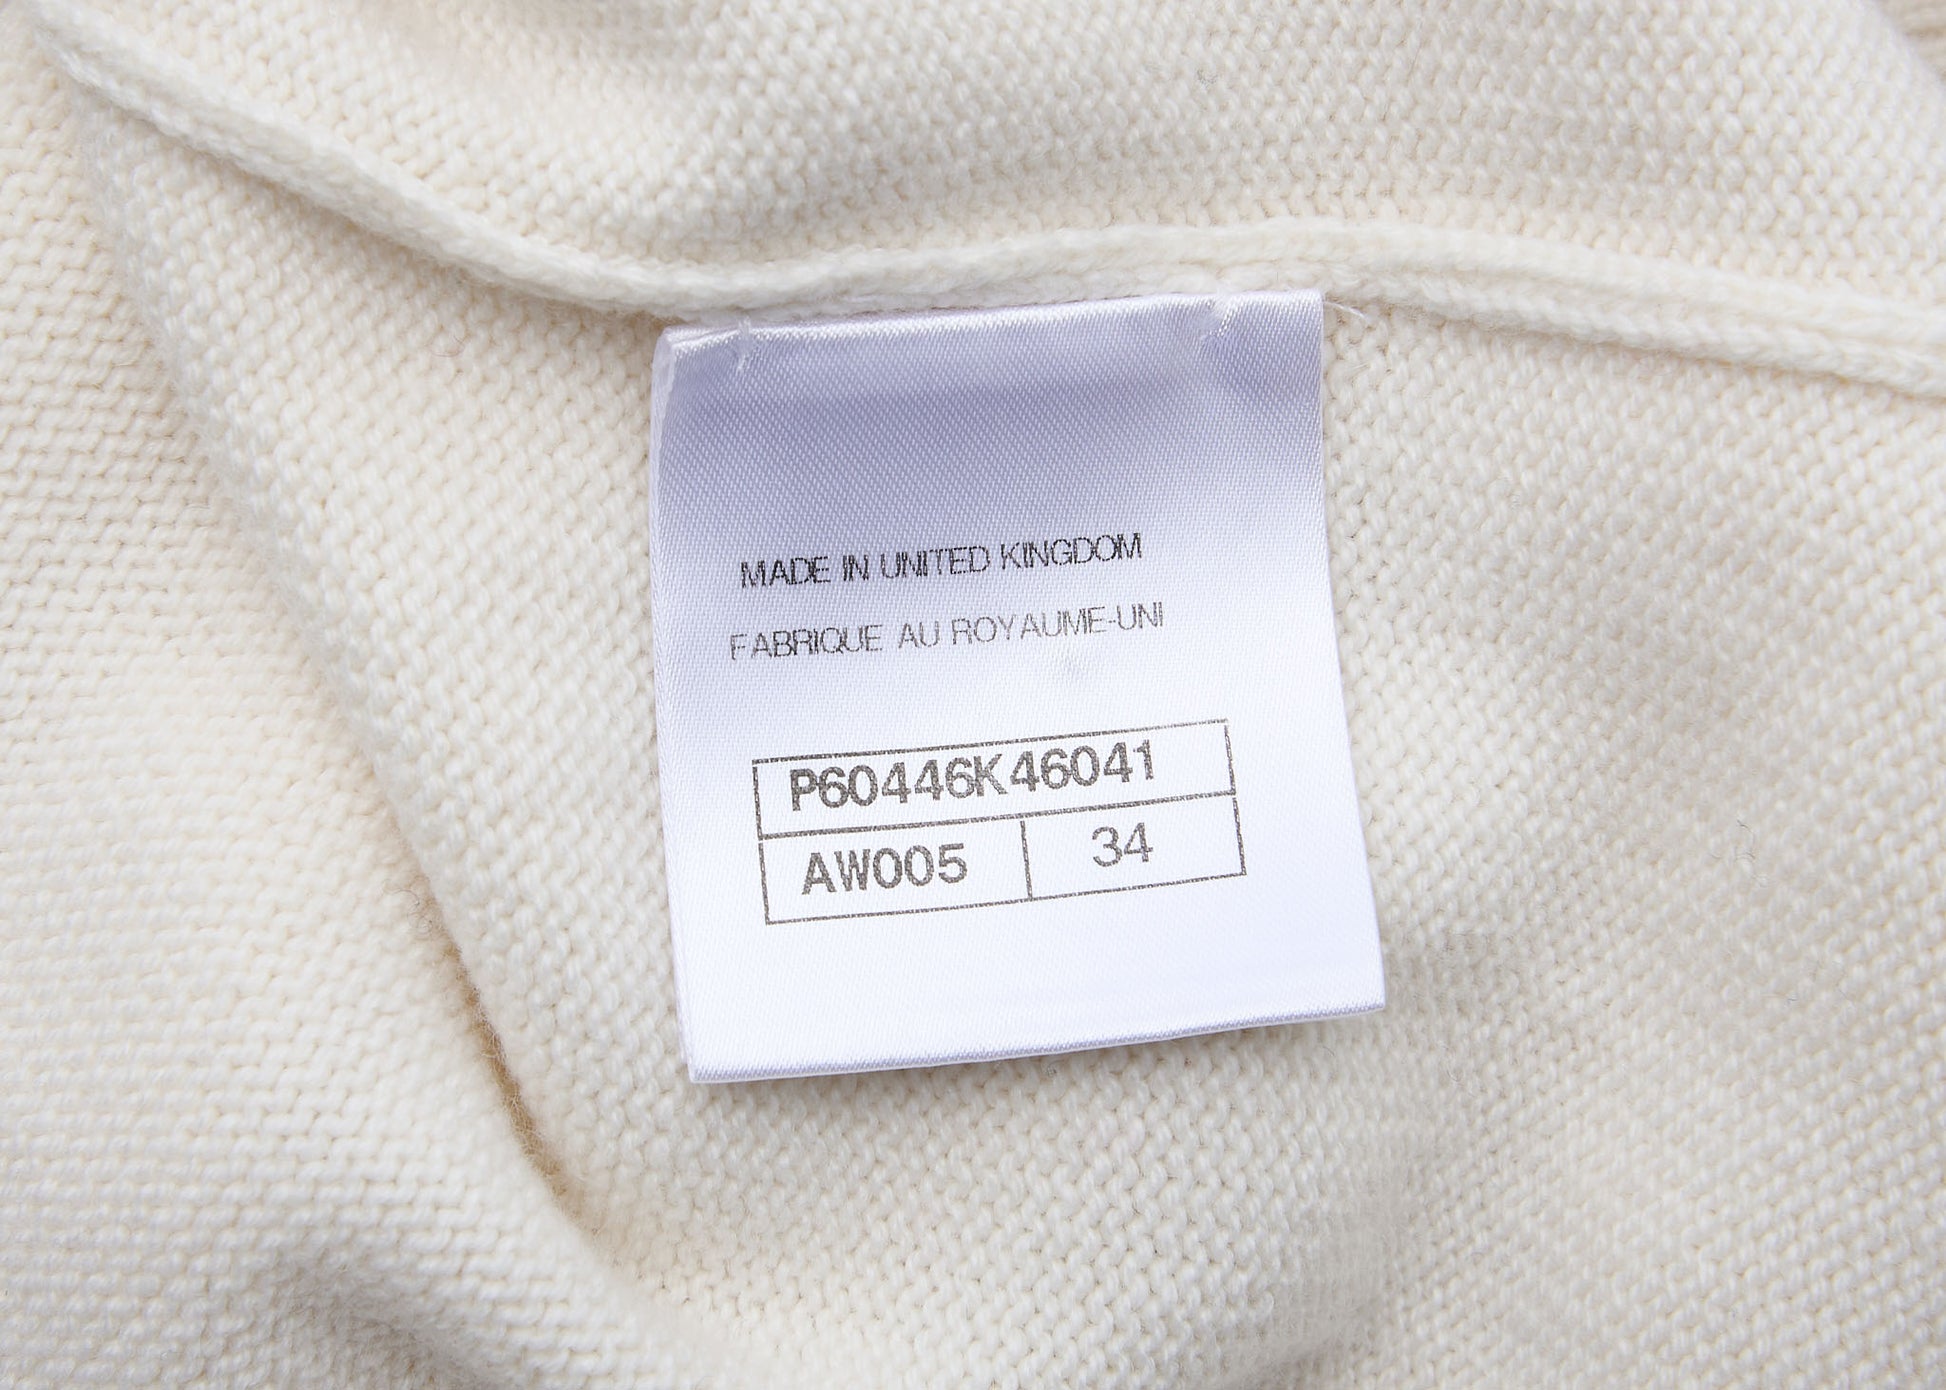 MADE IN UNITED KINGDOM
FABRIQUE AU ROYAUME-UNI
P60446K46041
AW005 34